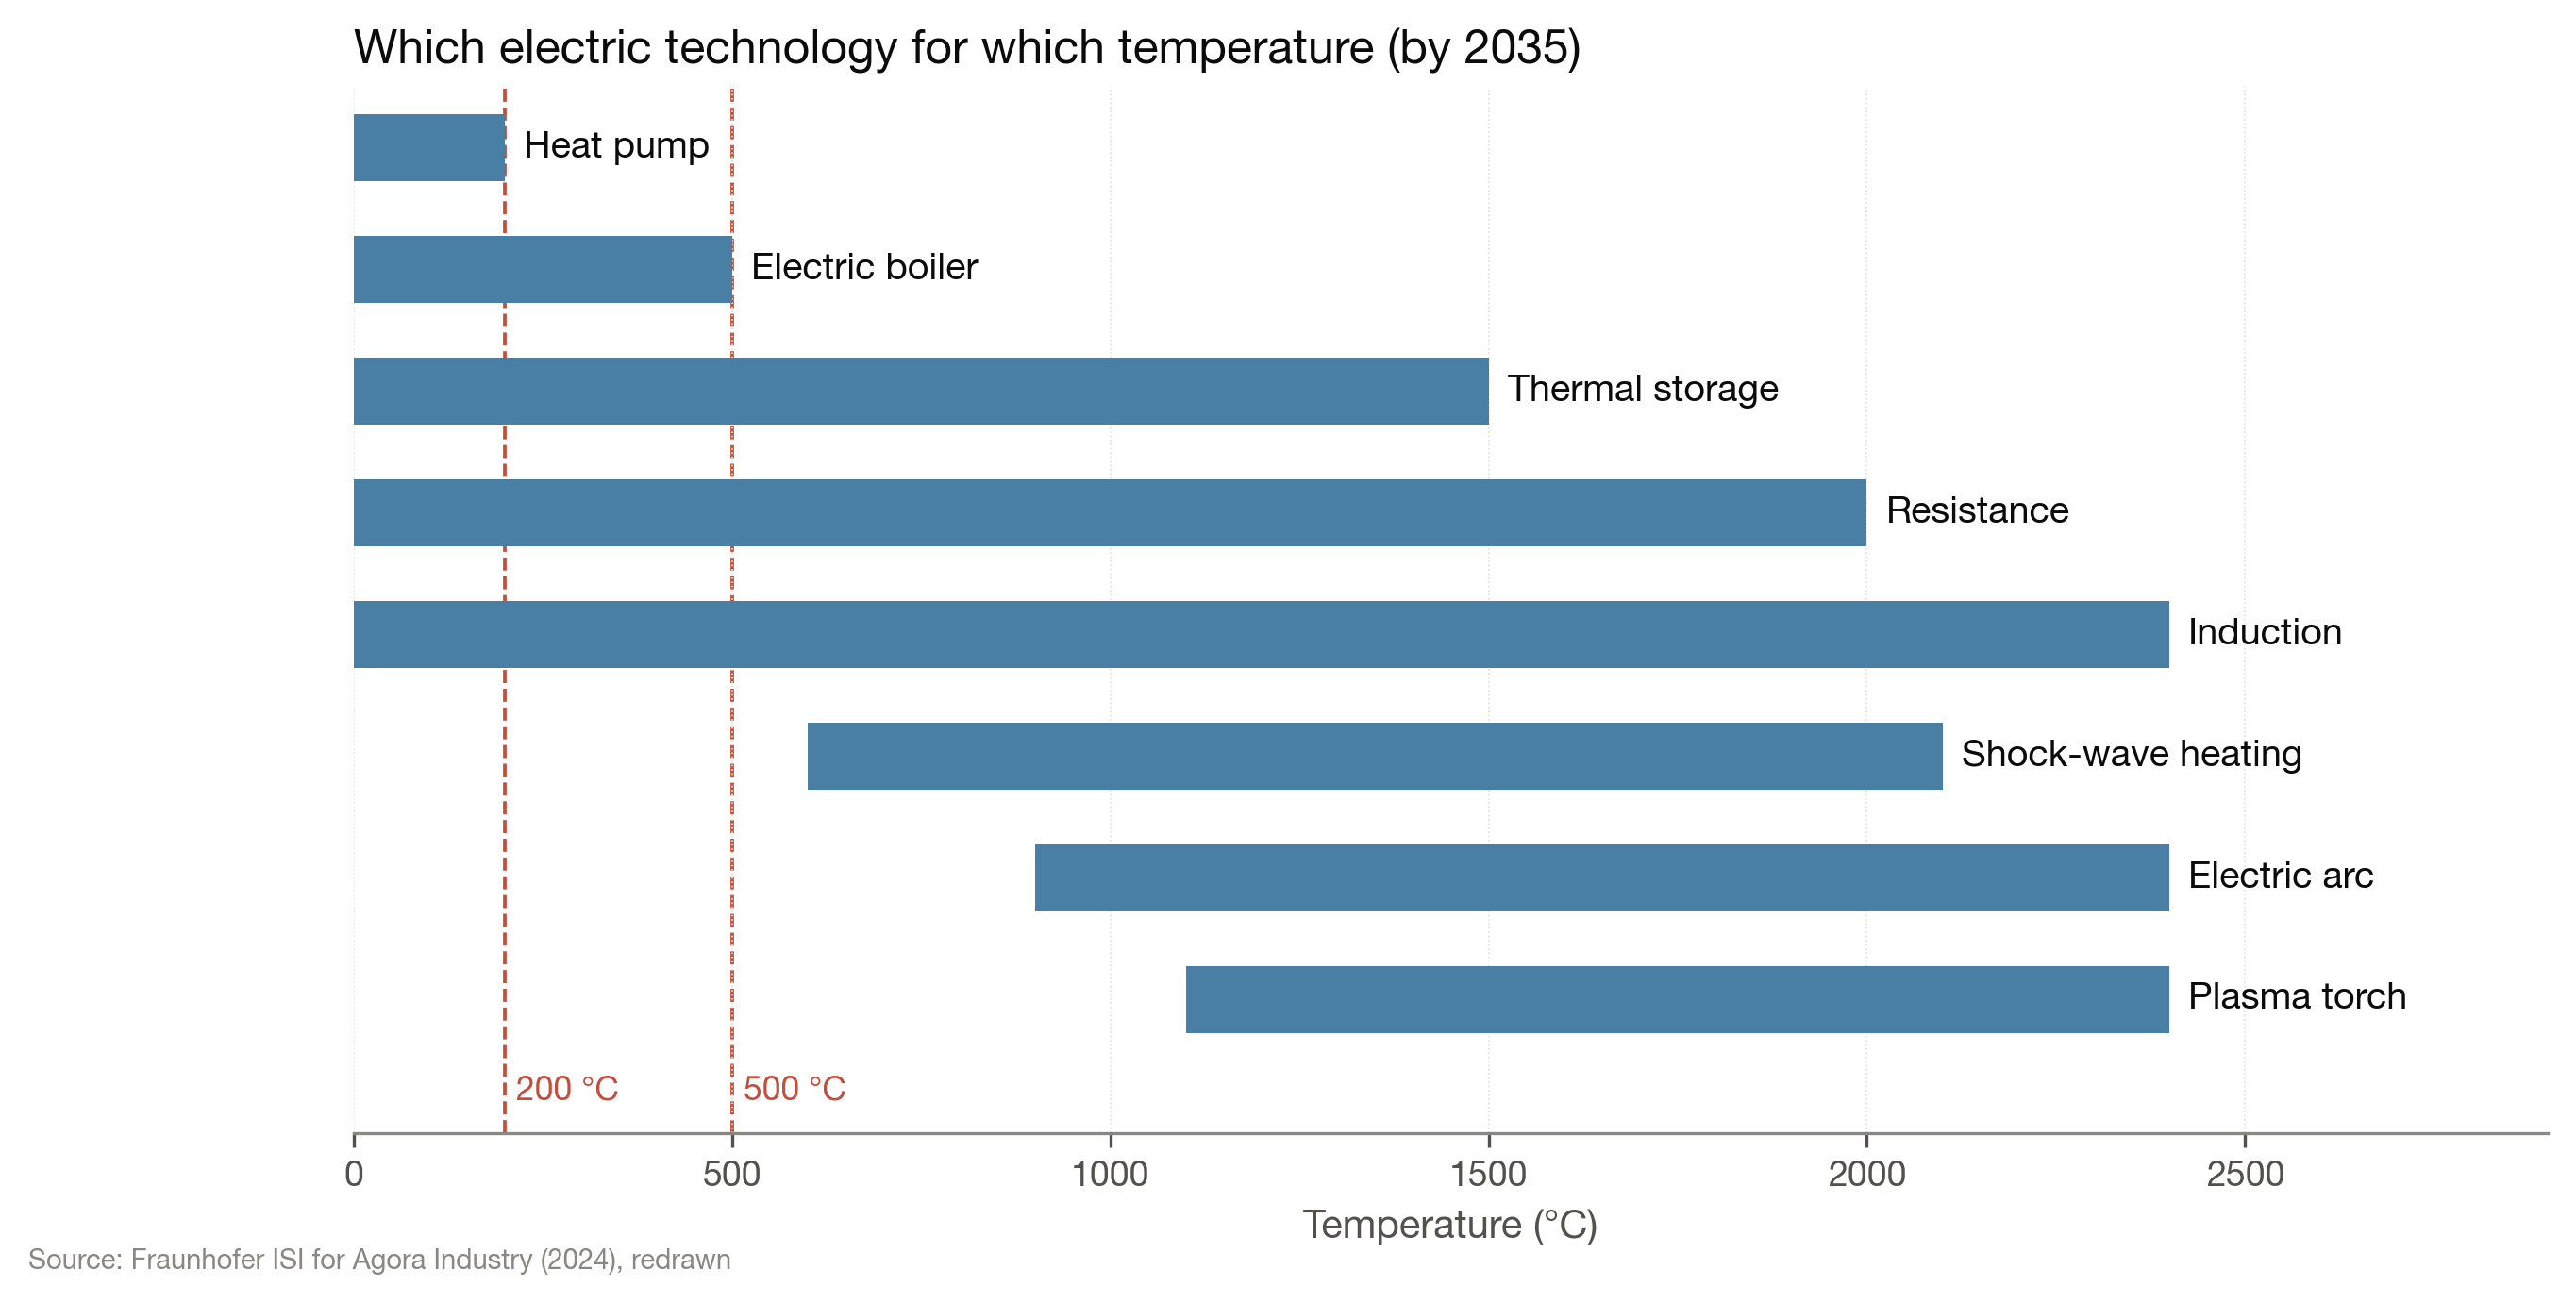 Which electric technology for which temperature (by 2035)
Heat pump
Electric boiler
Thermal storage
Resistance
Induction
Shock-wave heating
Electric arc
Plasma torch
200 °C
500 °C
0
500
1000
1500
2000
2500
Temperature (°C)
Source: Fraunhofer ISI for Agora Industry (2024), redrawn